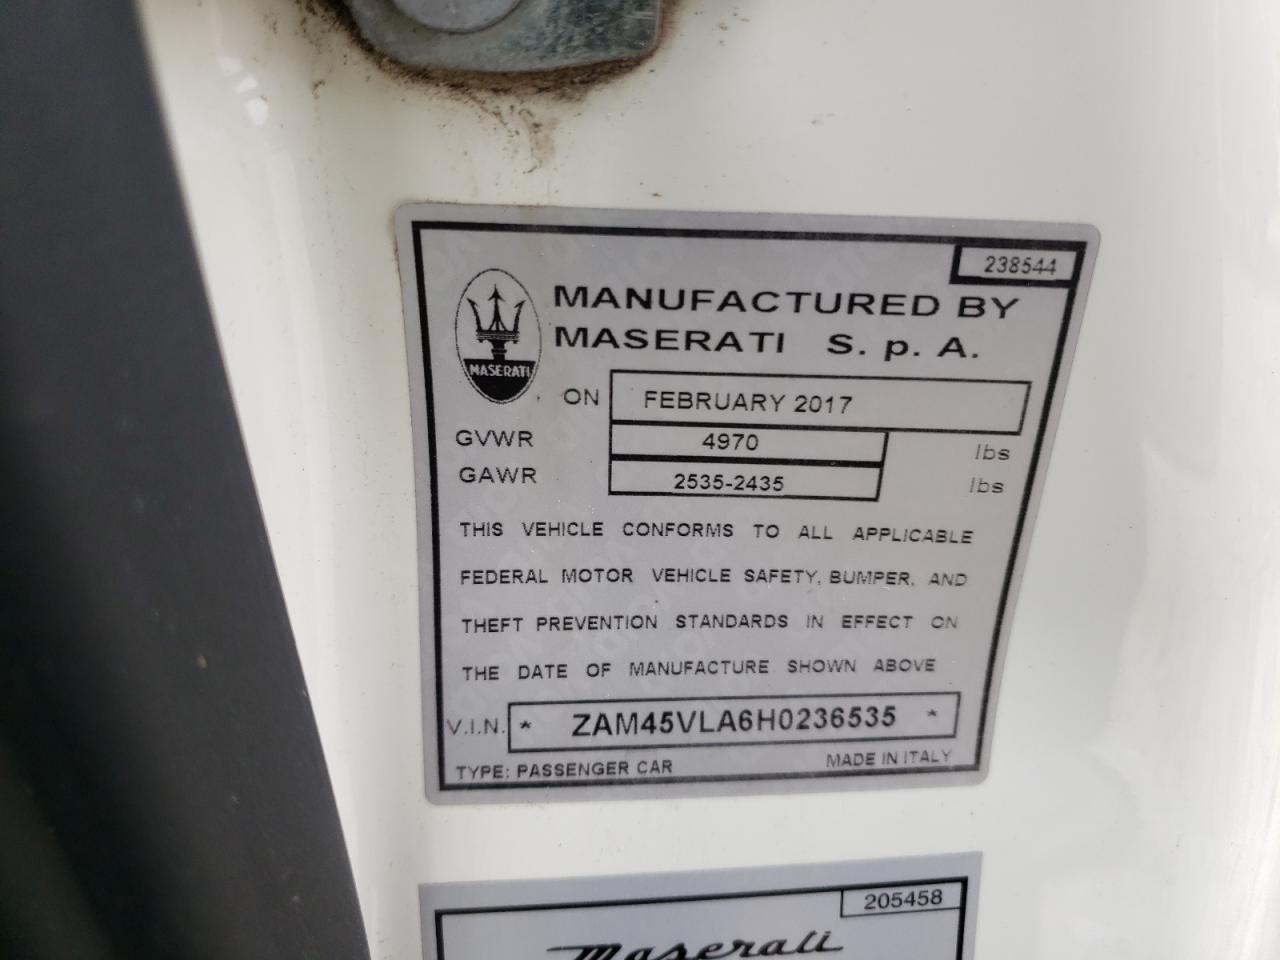 238544
MANUFACTURED BY
MASERATI S. p. A.
MASERATI
ON FEBRUARY 2017
GVWR 4970 lbs
GAWR 2535-2435 lbs
THIS VEHICLE CONFORMS TO ALL APPLICABLE
FEDERAL MOTOR VEHICLE SAFETY, BUMPER, AND
THEFT PREVENTION STANDARDS IN EFFECT ON
THE DATE OF MANUFACTURE SHOWN ABOVE
V.I.N. * ZAM45VLA6H0236535 *
TYPE: PASSENGER CAR MADE IN ITALY
205458
Maserati